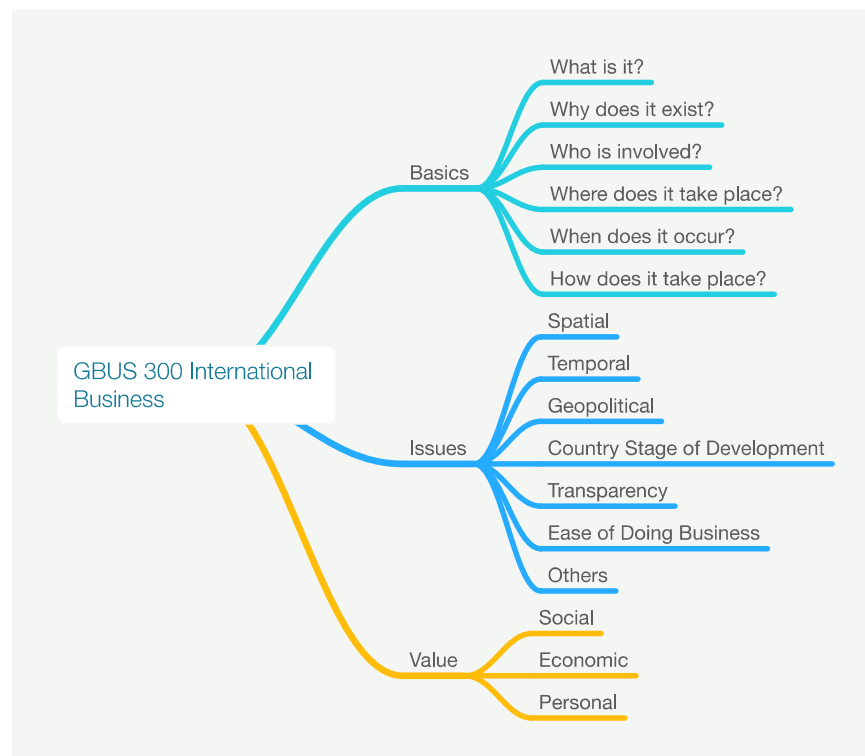 What is it?
Why does it exist?
Who is involved?
Basics
Where does it take place?
When does it occur?
How does it take place?
Spatial
Temporal
GBUS 300 International
Business
Geopolitical
Issues
Country Stage of Development
Transparency
Ease of Doing Business
Others
Social
Value
Economic
Personal